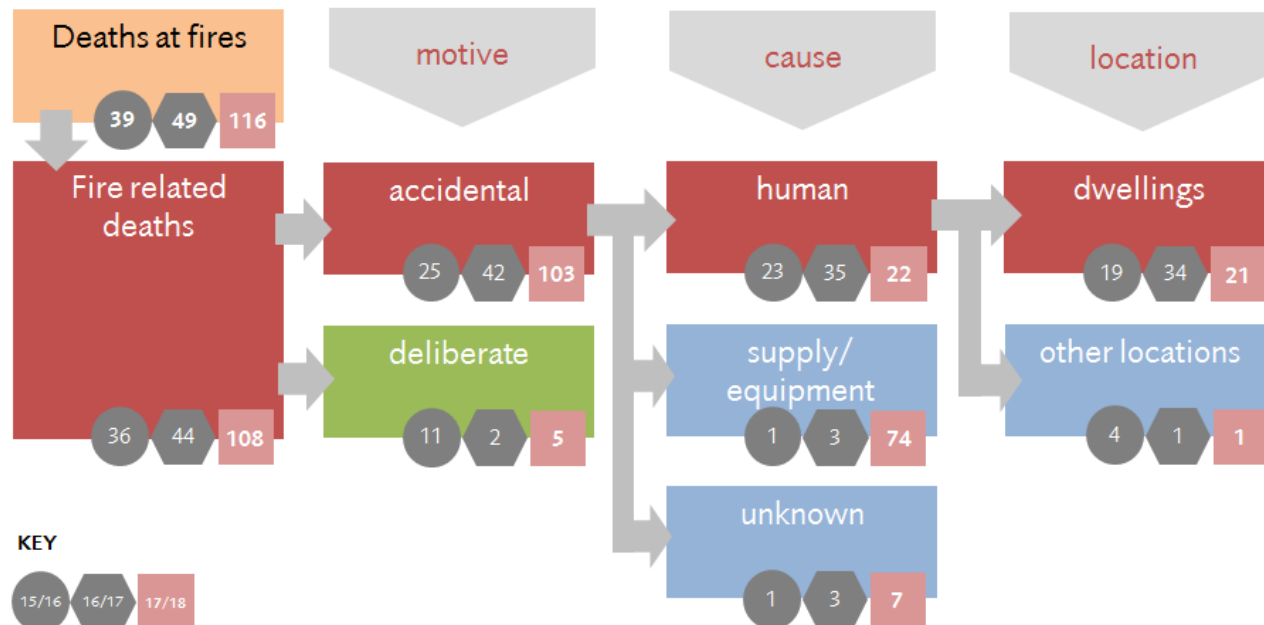 Deaths at fires
39 49 116
motive
cause
location
Fire related
deaths
36 44 108
accidental
25 42 103
human
23 35 22
dwellings
19 34 21
deliberate
11 2 5
supply/
equipment
1 3 74
other locations
4 1 1
unknown
1 3 7
KEY
15/16 16/17 17/18